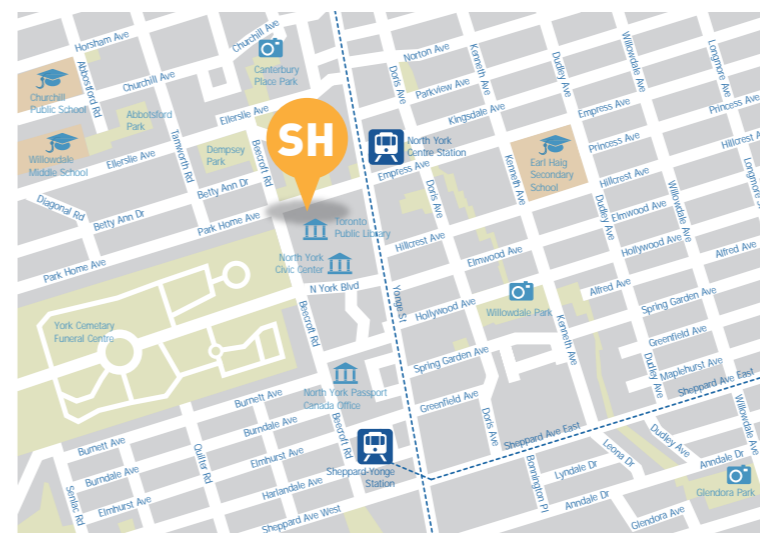 Horsham Ave
Churchill Ave
Norton Ave
Kenneth Ave
Dudley Ave
Willowdale Ave
Longmore Ave
Canterbury
Place Park
Doris Ave
Parkview Ave
Abbotsford Rd
Churchill Ave
Churchill
Public School
Abbotsford
Park
Ellerslie Ave
Kingsdale Ave
Empress Ave
Princess Ave
SH
North York
Centre Station
Princess Ave
Hillcrest A
Willowdale
Middle School
Ellerslie Ave
Tamworth Rd
Dempsey
Park
Beecroft Rd
Empress Ave
Kenneth Ave
Earl Haig
Secondary
School
Longmore
Betty Ann Dr
Doris Ave
Hillcrest Ave
Diagonal Rd
Betty Ann Dr
Park Home Ave
Toronto
Public Library
Dudley Ave
Elmwood Ave
Willowdale Ave
Hillcrest Ave
Elmwood Ave
Hollywood Ave
Alfred Ave
Park Home Ave
North York
Civic Center
N York Blvd
Yonge St
Alfred Ave
Spring Garden Ave
Hollywood Ave
Willowdale Park
York Cemetary
Funeral Centre
Beecroft Rd
Kenneth Ave
Greenfield Ave
Spring Garden Ave
Dudley Ave
Maplehurst Ave
Sheppard Ave East
North York Passport
Canada Office
Burnett Ave
Greenfield Ave
Willowdale Ave
Burndale Ave
Beecroft Rd
Doris Ave
Sheppard Ave East
Dudley Ave
Burnett Ave
Quilter Rd
Elmhurst Ave
Sheppard-Yonge
Station
Bonnington Pl
Lyndale Dr
Leona Dr
Anndale Dr
Burndale Ave
Harlandale Ave
Glendora Park
Senlac Rd
Elmhurst Ave
Anndale Dr
Sheppard Ave West
Glendora Ave